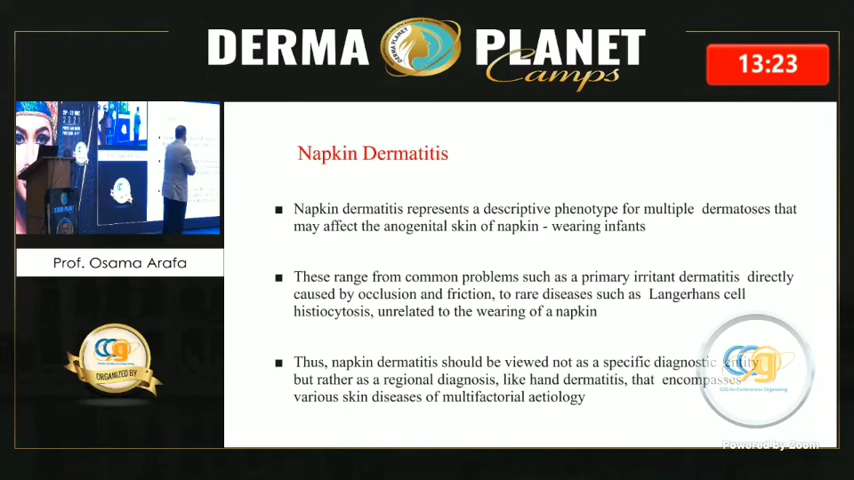 DERMA PLANET
Camps
13:23
Napkin Dermatitis
Napkin dermatitis represents a descriptive phenotype for multiple dermatoses that
may affect the anogenital skin of napkin - wearing infants
These range from common problems such as a primary irritant dermatitis directly
caused by occlusion and friction, to rare diseases such as Langerhans cell
histiocytosis, unrelated to the wearing of a napkin
Thus, napkin dermatitis should be viewed not as a specific diagnostic entity
but rather as a regional diagnosis, like hand dermatitis, that encompasses
various skin diseases of multifactorial aetiology
Prof. Osama Arafa
ORGANIZED BY
Powered by Zoom